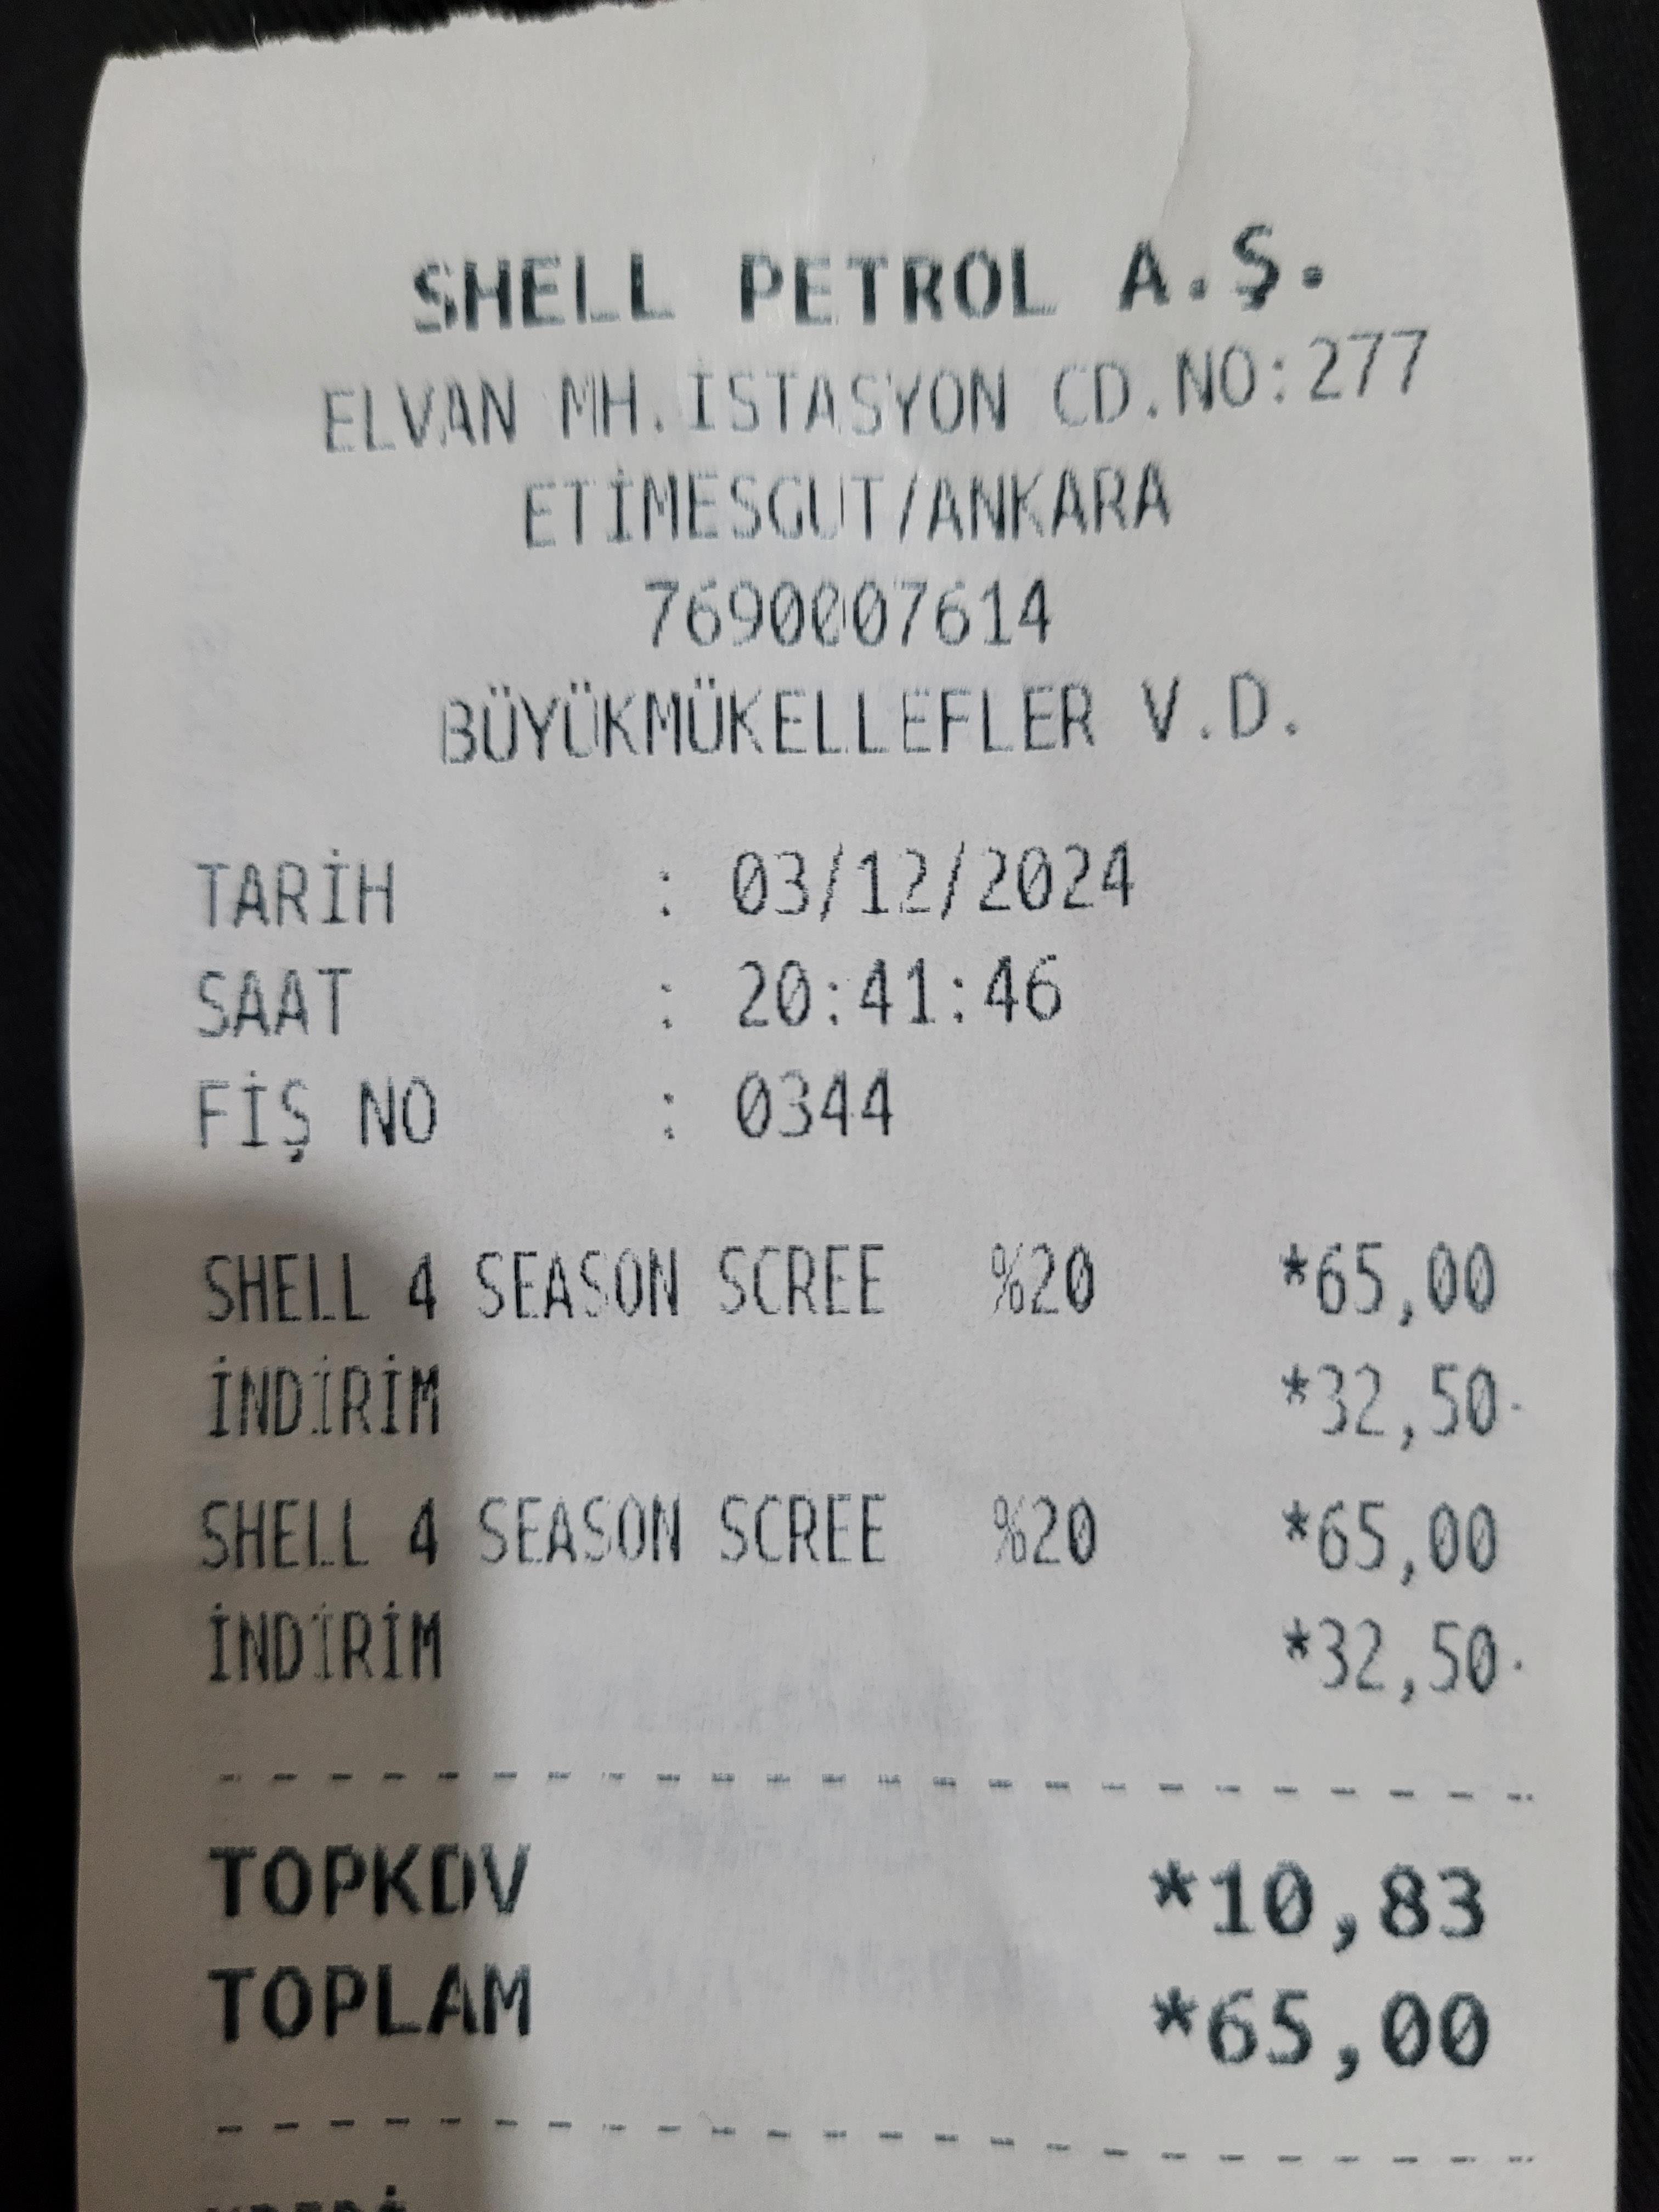 SHELL PETROL A.Ş.
ELVAN MH.İSTASYON CD.NO:277
ETİMESGUT/ANKARA
7690007614
BÜYÜKMÜKELLEFLER V.D.
TARİH : 03/12/2024
SAAT : 20:41:46
FİŞ NO : 0344
SHELL 4 SEASON SCREE %20 *65,00
İNDİRİM *32,50-
SHELL 4 SEASON SCREE %20 *65,00
İNDİRİM *32,50-
TOPKDV *10,83
TOPLAM *65,00